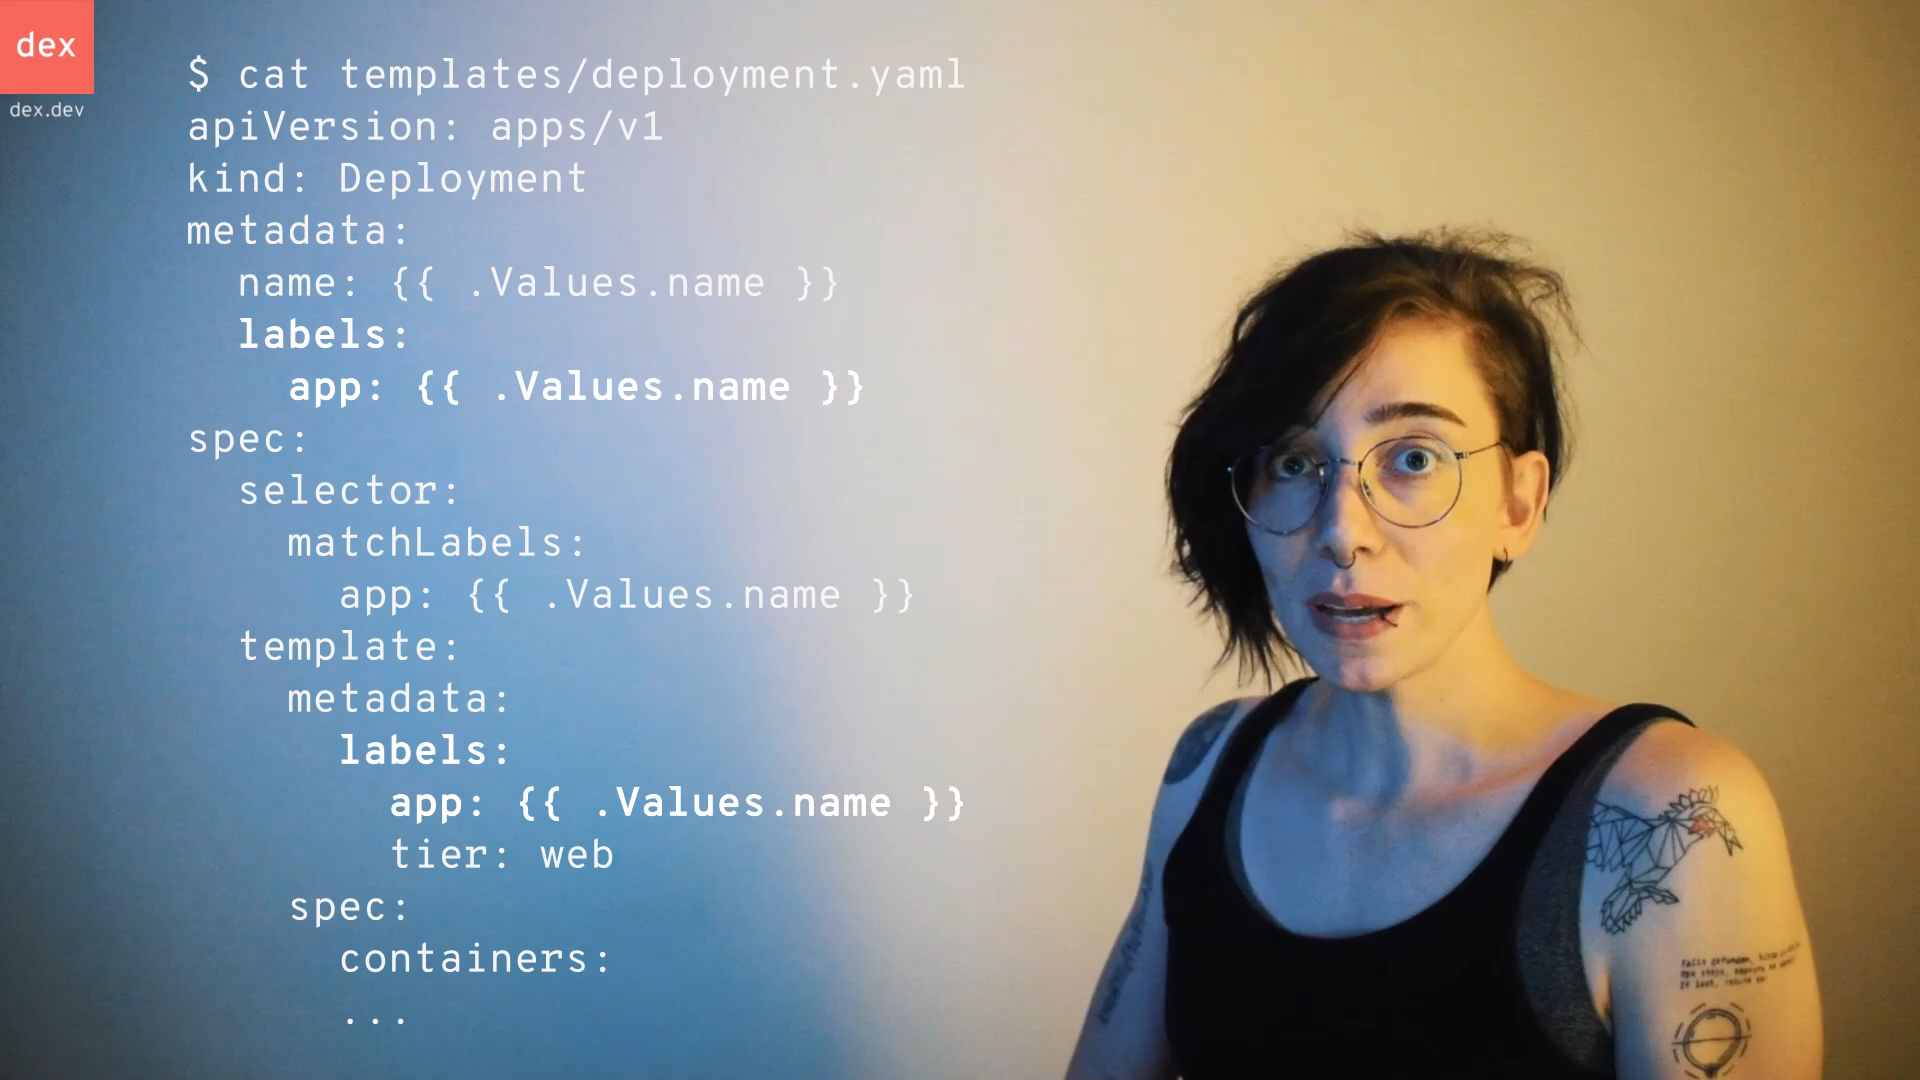 dex
dex.dev
$ cat templates/deployment.yaml
apiVersion: apps/v1
kind: Deployment
metadata:
  name: {{ .Values.name }}
  labels:
    app: {{ .Values.name }}
spec:
  selector:
    matchLabels:
      app: {{ .Values.name }}
  template:
    metadata:
      labels:
        app: {{ .Values.name }}
        tier: web
    spec:
      containers:
      ...